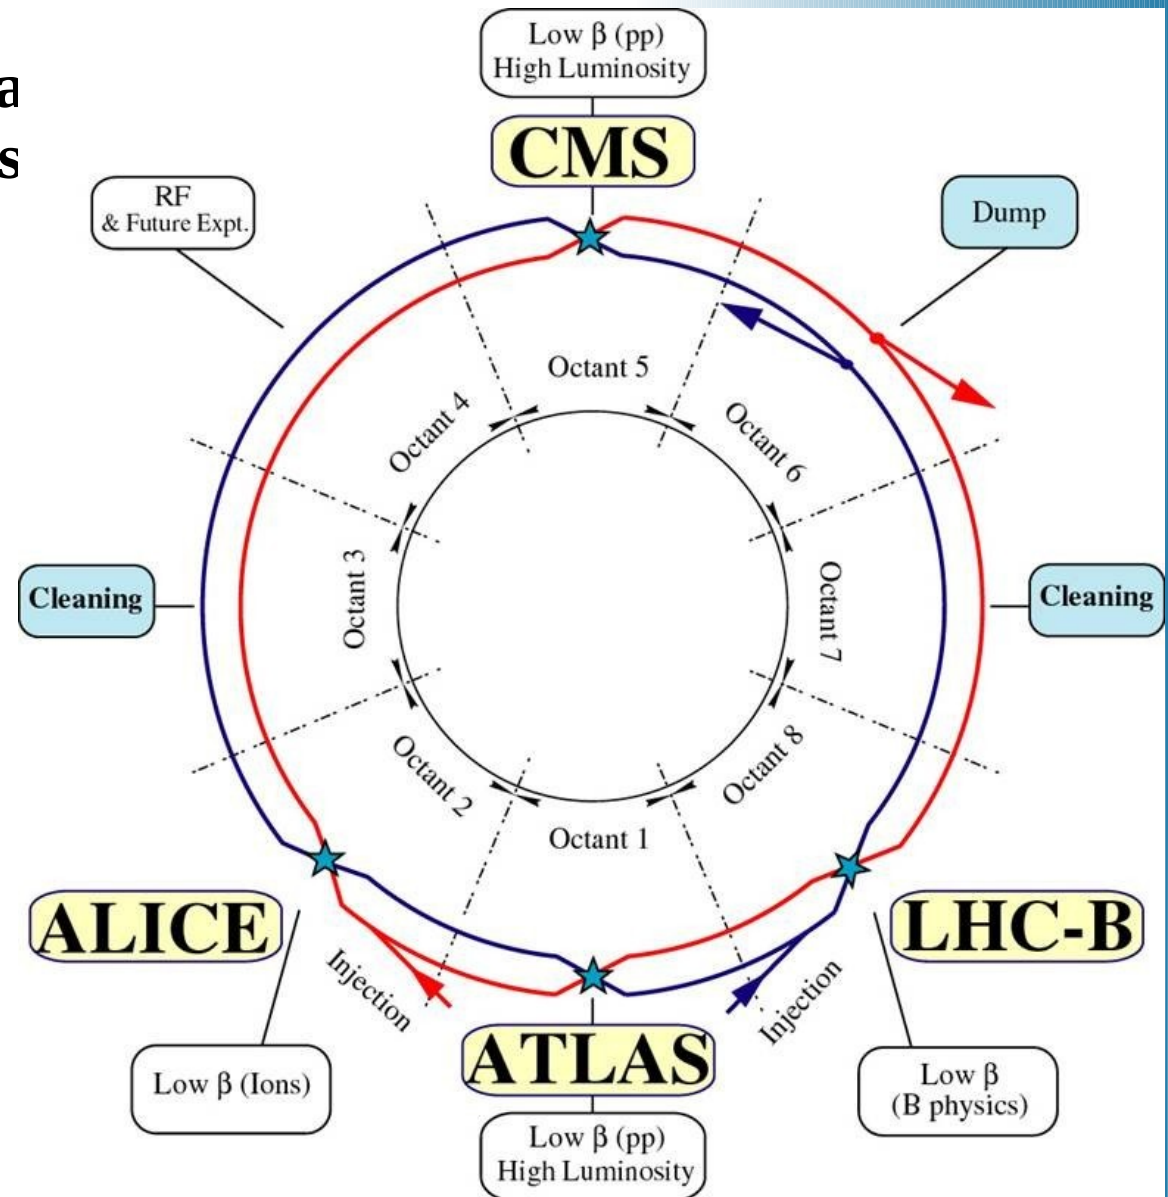 Low β (pp)
High Luminosity
CMS
a
s
RF
& Future Expt.
Dump
Octant 5
Octant 4
Octant 6
Octant 3
Octant 7
Cleaning
Cleaning
Octant 2
Octant 8
Octant 1
ALICE
LHC-B
Injection
Injection
ATLAS
Low β (Ions)
Low β
(B physics)
Low β (pp)
High Luminosity